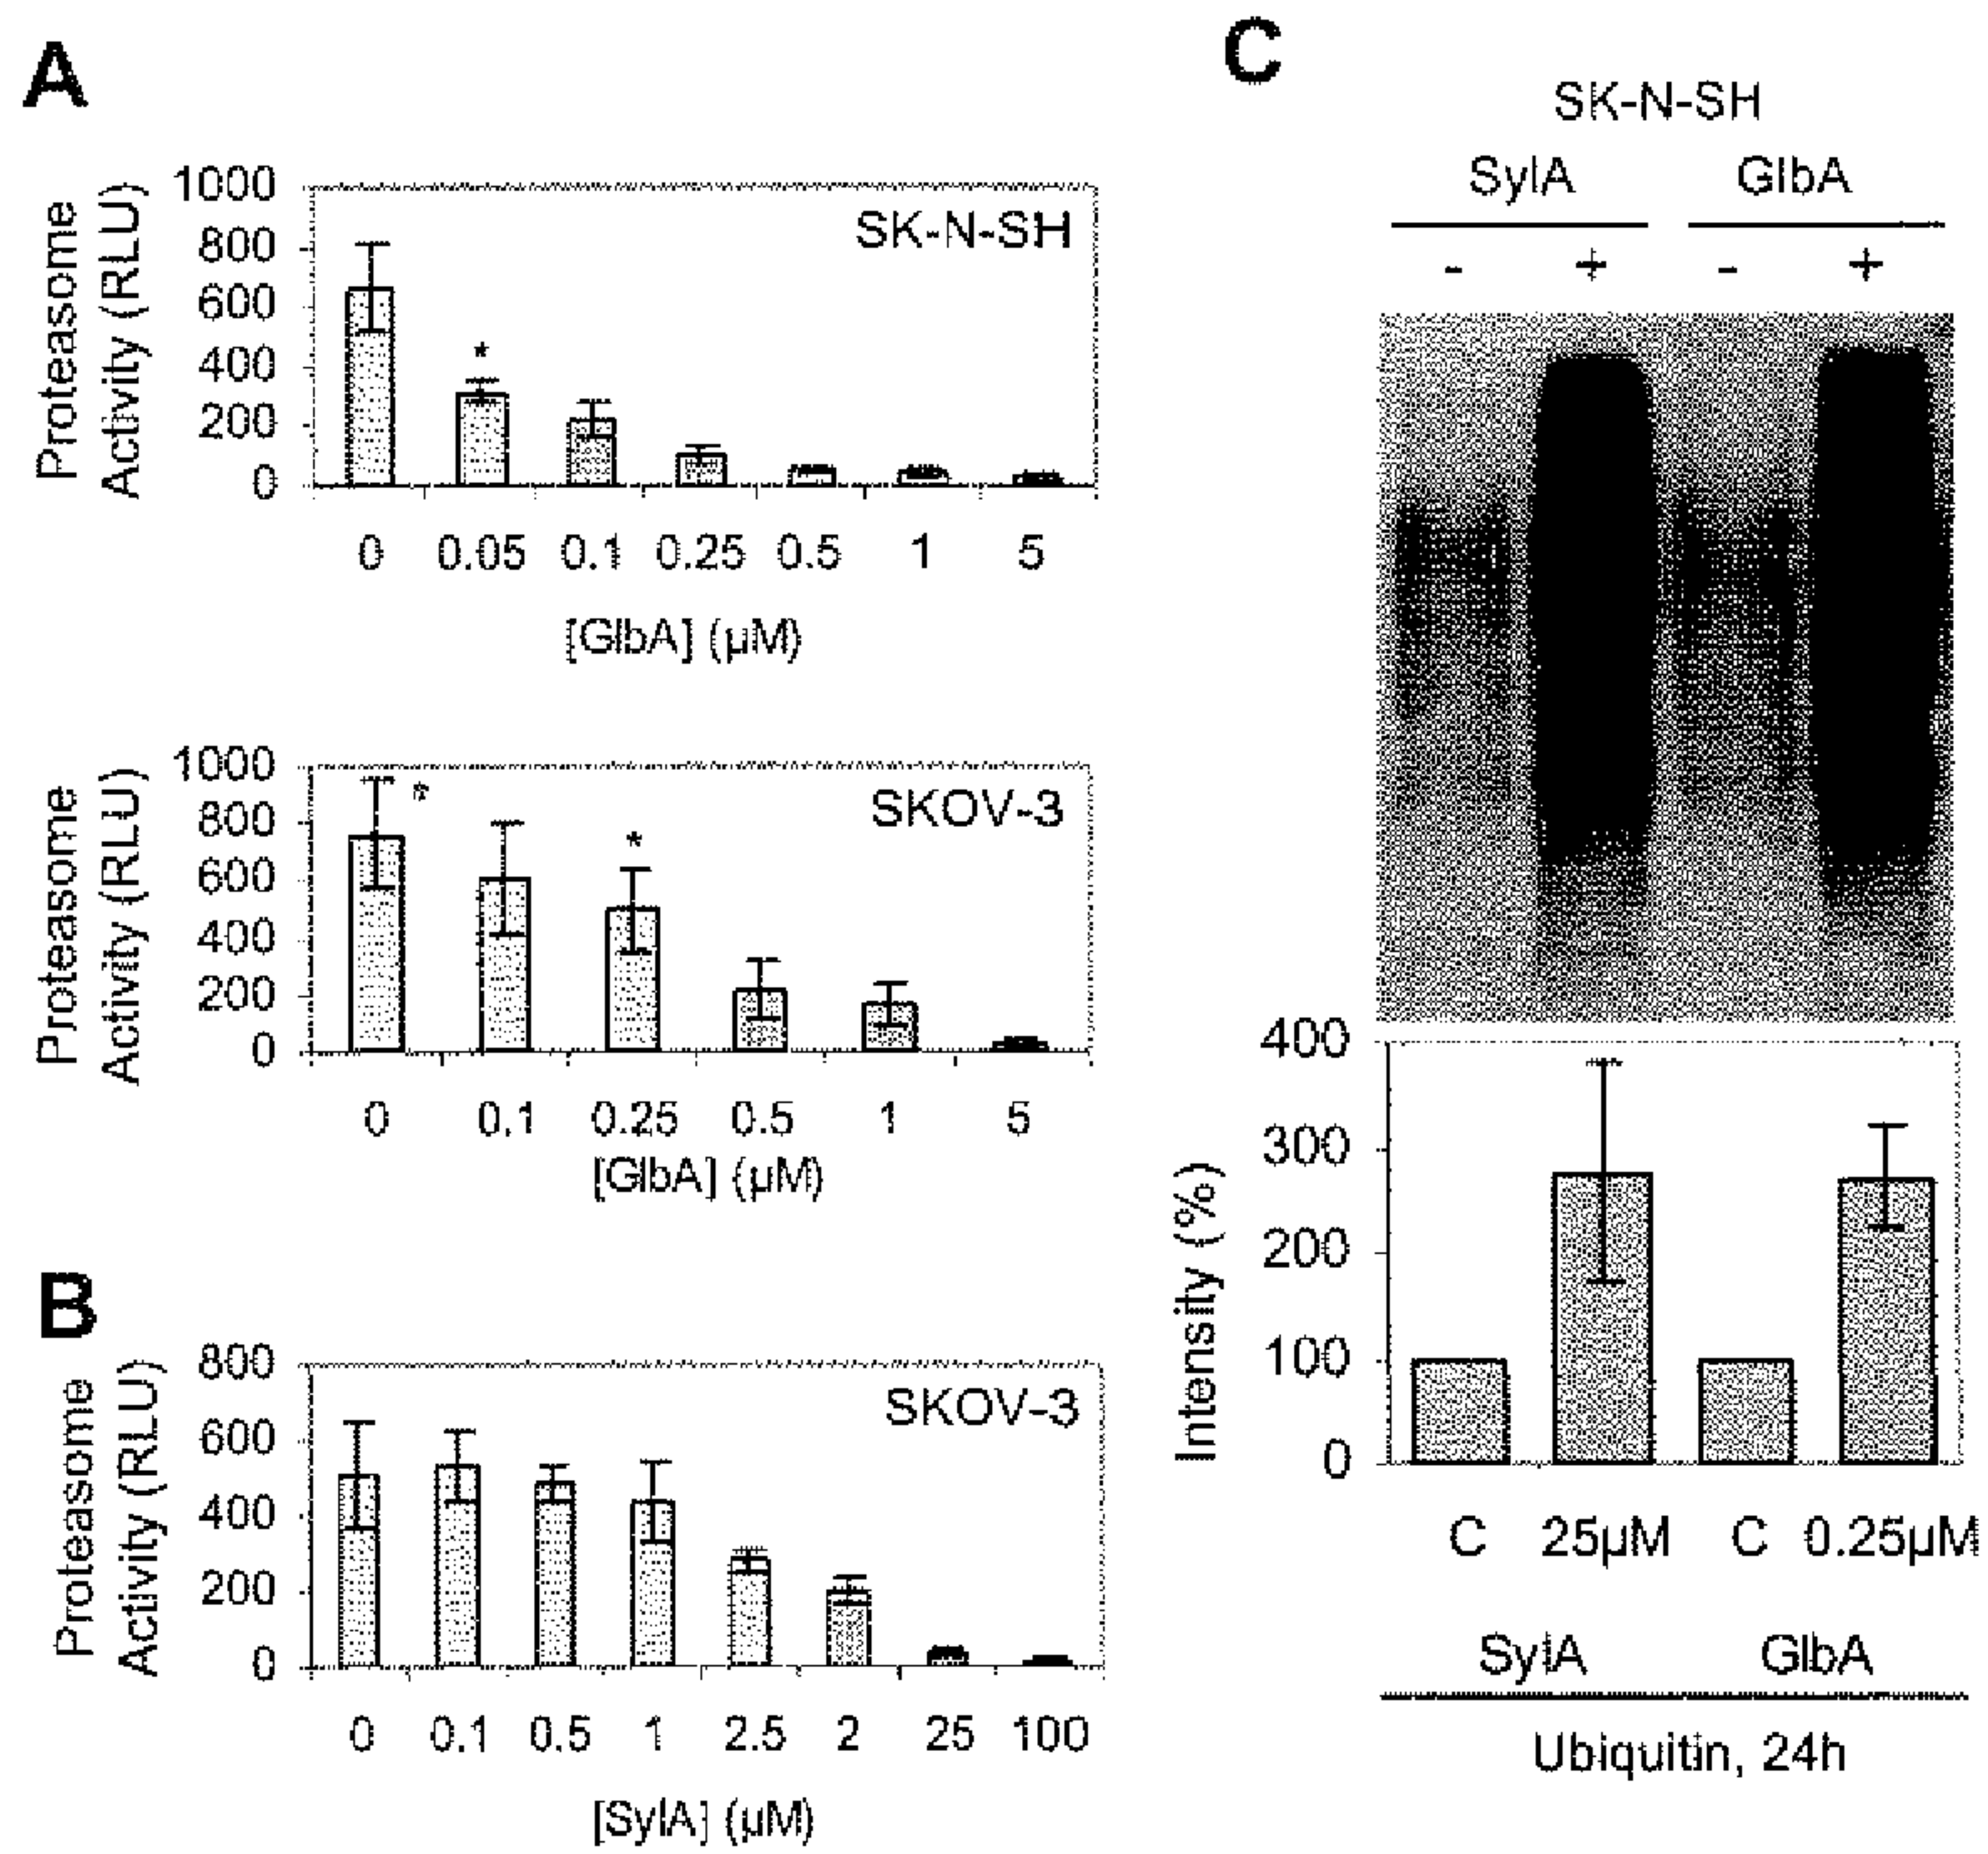 A
Proteasome
Activity (RLU)
1000
800
600
400
200
0
SK-N-SH
*
0 0.05 0.1 0.25 0.5 1 5
[GlbA] (µM)
Proteasome
Activity (RLU)
1000
800
600
400
200
0
SKOV-3
*
*
0 0.1 0.25 0.5 1 5
[GlbA] (µM)
B
Proteasome
Activity (RLU)
800
600
400
200
0
SKOV-3
0 0.1 0.5 1 2.5 2 25 100
[SylA] (µM)
C
SK-N-SH
SylA GlbA
- + - +
Intensity (%)
400
300
200
100
0
C 25µM C 0.25µM
SylA GlbA
Ubiquitin, 24h